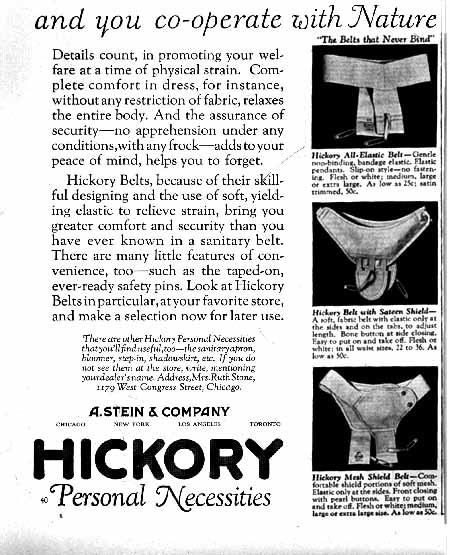 and you co-operate with Nature
Details count, in promoting your wel-
fare at a time of physical strain. Com-
plete comfort in dress, for instance,
without any restriction of fabric, relaxes
the entire body. And the assurance of
security—no apprehension under any
conditions, with any frock—adds to your
peace of mind, helps you to forget.
Hickory Belts, because of their skill-
ful designing and the use of soft, yield-
ing elastic to relieve strain, bring you
greater comfort and security than you
have ever known in a sanitary belt.
There are many little features of con-
venience, too—such as the taped-on,
ever-ready safety pins. Look at Hickory
Belts in particular, at your favorite store,
and make a selection now for later use.
There are other Hickory Personal Necessities
that you'll find useful, too—the sanitary apron,
bloomer, step-in, shadowskirt, etc. If you do
not see them at the store, write, mentioning
your dealer's name. Address, Mrs. Ruth Stone,
1179 West Congress Street, Chicago.
A. STEIN & COMPANY
CHICAGO NEW YORK LOS ANGELES TORONTO
HICKORY
Personal Necessities
"The Belts that Never Bind"
Hickory All-Elastic Belt—Gentle
non-binding, bandage elastic. Elastic
pendants. Slip-on style—no fasten-
ing. Flesh or white; medium, large
or extra large. As low as 25c; satin
trimmed, 50c.
Hickory Belt with Sateen Shield—
A soft, fabric belt with elastic only at
the sides and on the tabs, to adjust
length. Bone button at side closing.
Easy to put on and take off. Flesh or
white: in all waist sizes, 22 to 36. As
low as 50c.
Hickory Mesh Shield Belt—Com-
fortable shield portions of soft mesh.
Elastic only at the sides. Front closing
with pearl buttons. Easy to put on
and take off. Flesh or white; medium,
large or extra large size. As low as 50c.